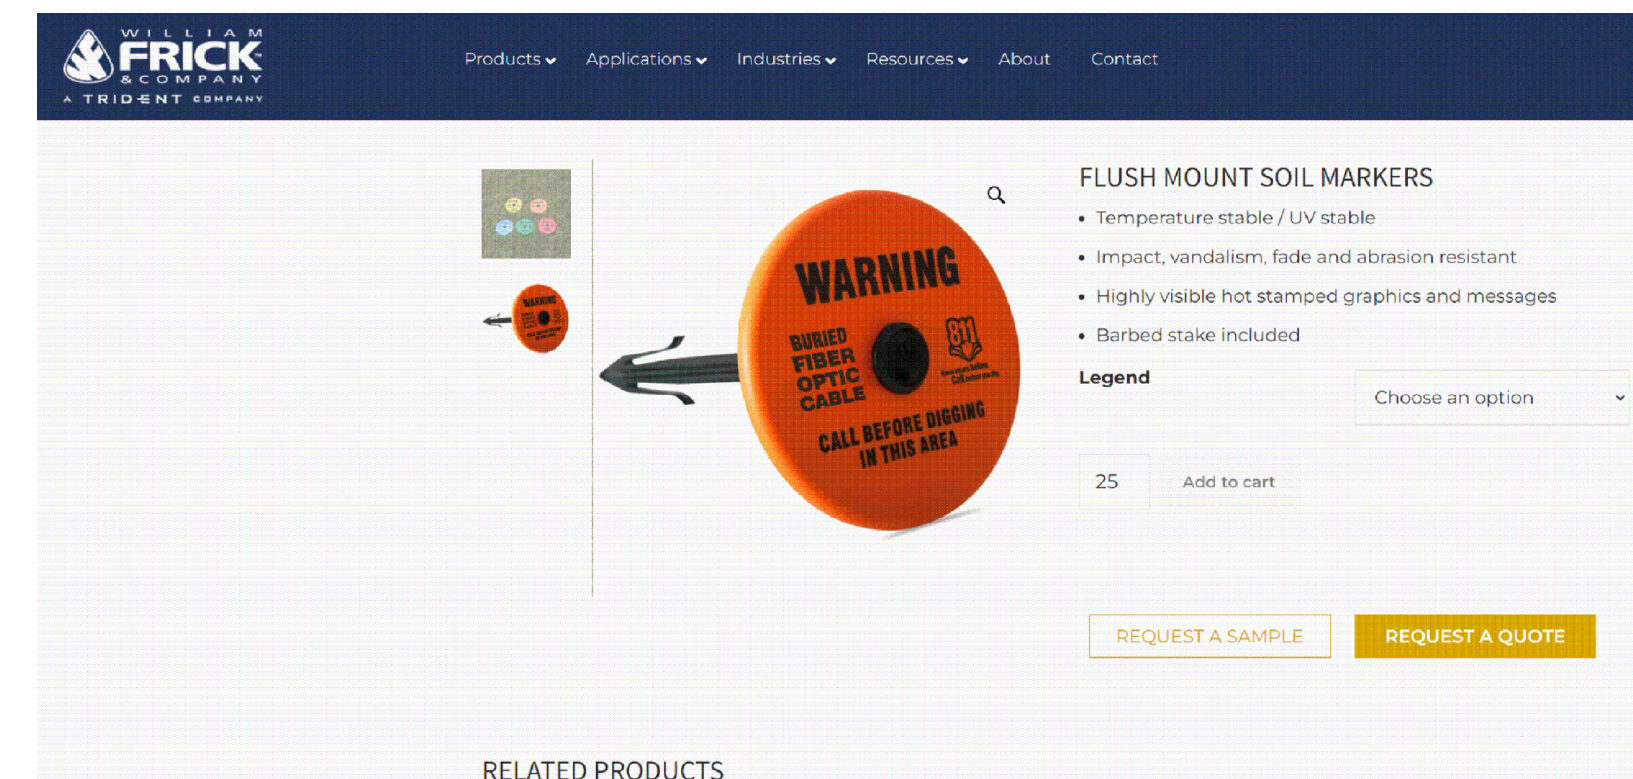 WILLIAM
FRICK
& COMPANY
A TRIDENT COMPANY
Products
Applications
Industries
Resources
About
Contact
WARNING
BURIED
FIBER
OPTIC
CABLE
811
CALL BEFORE DIGGING
IN THIS AREA
FLUSH MOUNT SOIL MARKERS
• Temperature stable / UV stable
• Impact, vandalism, fade and abrasion resistant
• Highly visible hot stamped graphics and messages
• Barbed stake included
Legend
Choose an option
25
Add to cart
REQUEST A SAMPLE
REQUEST A QUOTE
RELATED PRODUCTS